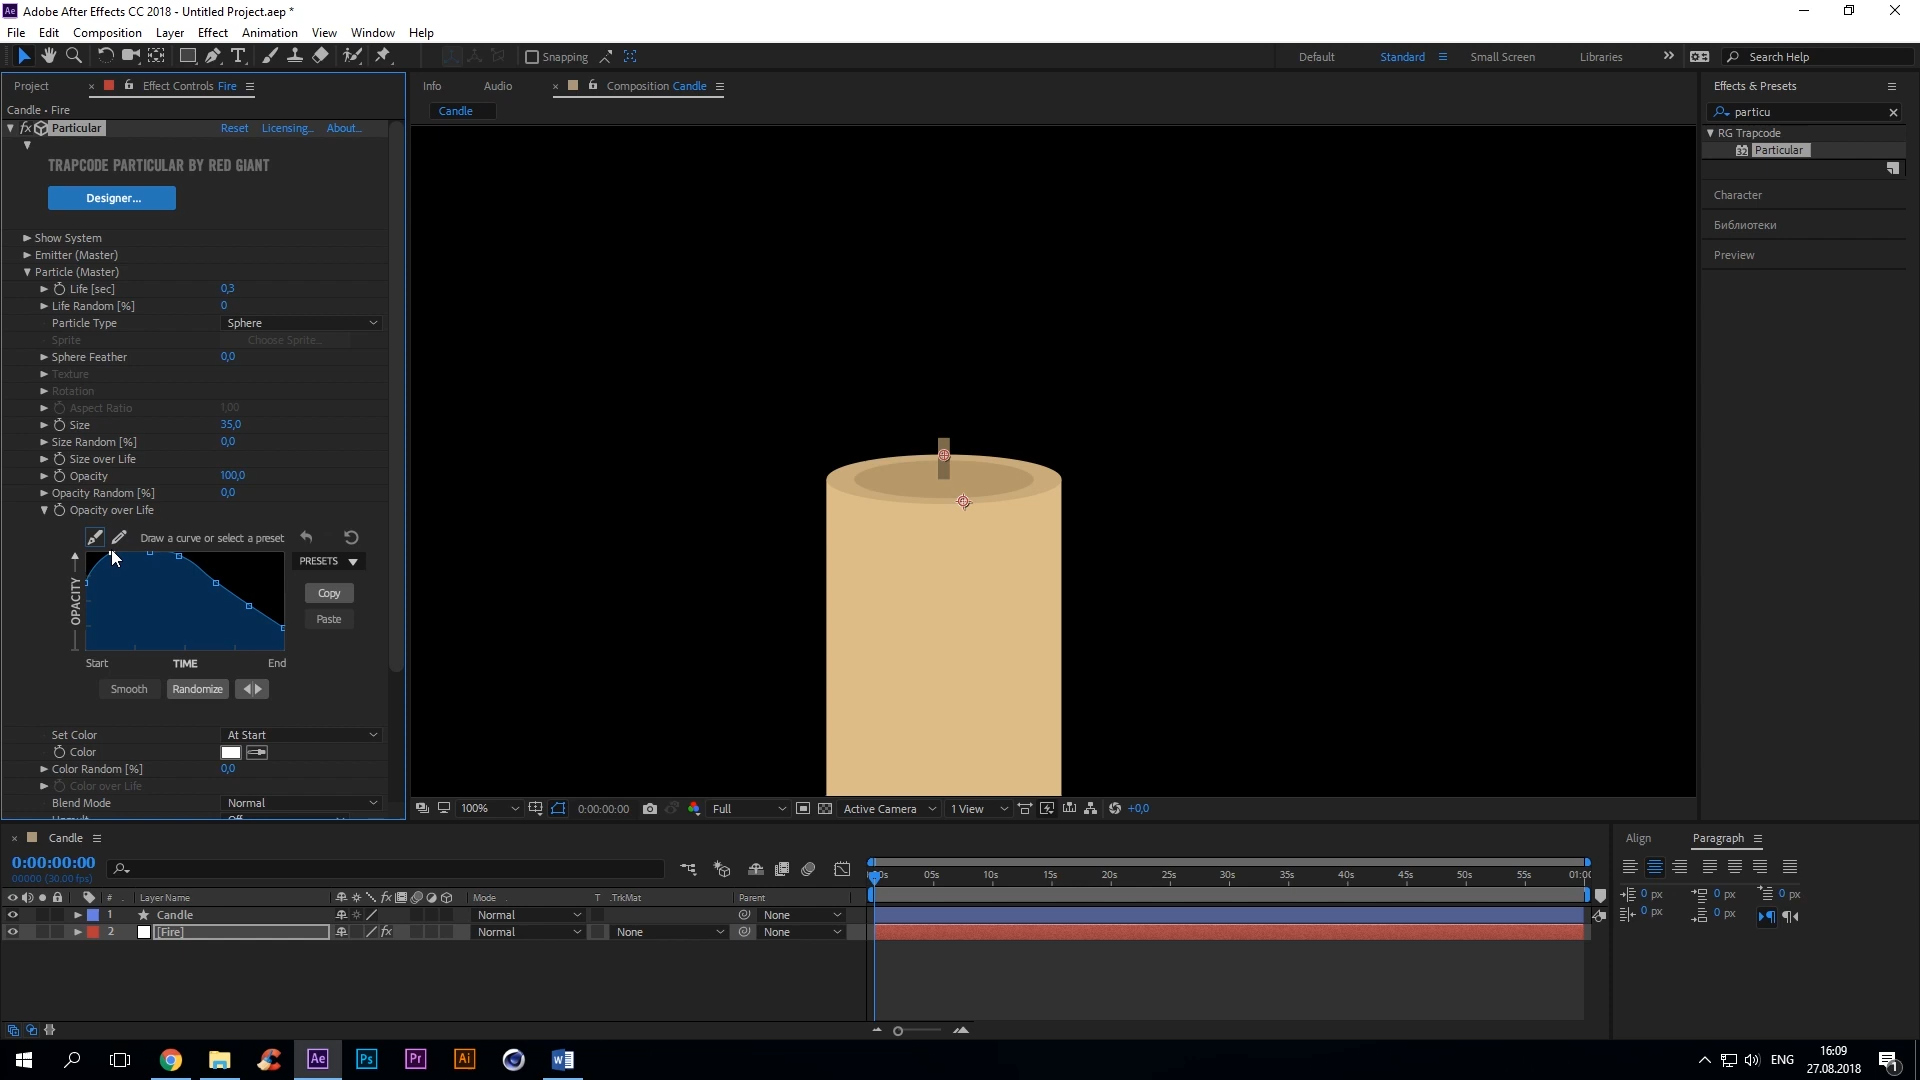 Adobe After Effects CC 2018 - Untitled Project.aep *
File Edit Composition Layer Effect Animation View Window Help
Snapping Default Standard Small Screen Libraries Search Help
Project Effect Controls Fire
Candle • Fire
Particular Reset Licensing... About...
TRAPCODE PARTICULAR BY RED GIANT
Designer...
Show System
Emitter (Master)
Particle (Master)
Life [sec] 0,3
Life Random [%] 0
Particle Type Sphere
Sprite Choose Sprite...
Sphere Feather 0,0
Texture
Rotation
Aspect Ratio 1,00
Size 35,0
Size Random [%] 0,0
Size over Life
Opacity 100,0
Opacity Random [%] 0,0
Opacity over Life
Draw a curve or select a preset
PRESETS
OPACITY
Copy
Paste
Start TIME End
Smooth Randomize
Set Color At Start
Color
Color Random [%] 0,0
Color over Life
Blend Mode Normal
Info Audio Composition Candle
Candle
100% 0:00:00:00 Full Active Camera 1 View +0,0
Effects & Presets
particu
RG Trapcode
32 Particular
Character
Библиотеки
Preview
Candle
0:00:00:00
00000 (30.00 fps)
# Layer Name Mode T .TrkMat Parent
1 Candle Normal None
2 [Fire] Normal None None
05s 10s 15s 20s 25s 30s 35s 40s 45s 50s 55s 01:00
Align Paragraph
0 px 0 px 0 px
0 px 0 px
Ae Ps Pr Ai
ENG 16:09
27.08.2018
1